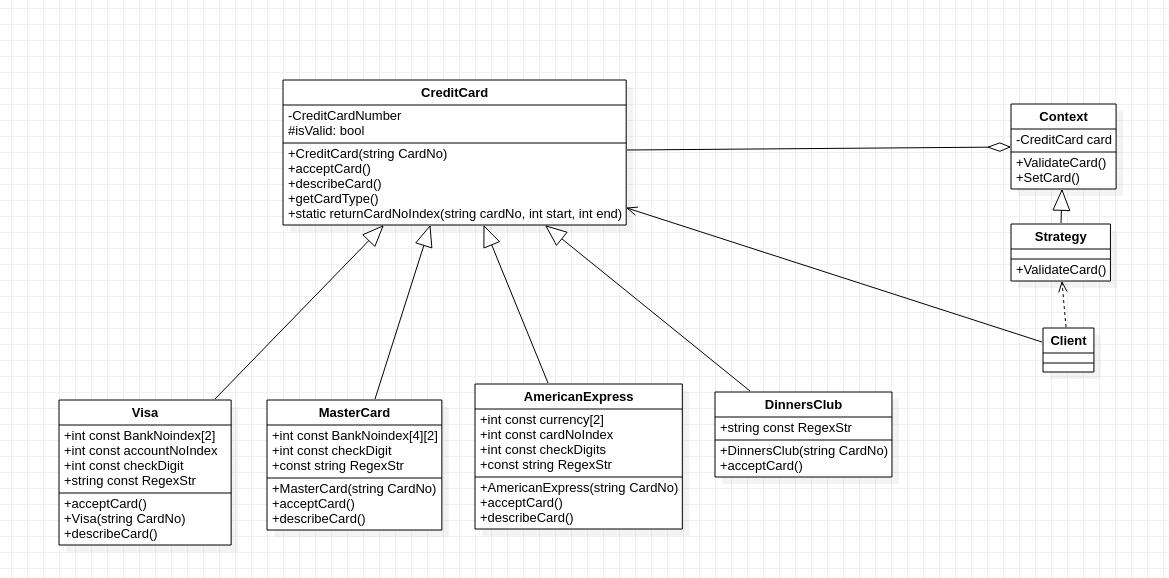 CreditCard
-CreditCardNumber
#isValid: bool
+CreditCard(string CardNo)
+acceptCard()
+describeCard()
+getCardType()
+static returnCardNoIndex(string cardNo, int start, int end)
Context
-CreditCard card
+ValidateCard()
+SetCard()
Strategy
+ValidateCard()
Client
Visa
+int const BankNoindex[2]
+int const accountNoIndex
+int const checkDigit
+string const RegexStr
+acceptCard()
+Visa(string CardNo)
+describeCard()
MasterCard
+int const BankNoindex[4][2]
+int const checkDigit
+const string RegexStr
+MasterCard(string CardNo)
+acceptCard()
+describeCard()
AmericanExpress
+int const currency[2]
+int const cardNoIndex
+int const checkDigits
+const string RegexStr
+AmericanExpress(string CardNo)
+acceptCard()
+describeCard()
DinnersClub
+string const RegexStr
+DinnersClub(string CardNo)
+acceptCard()